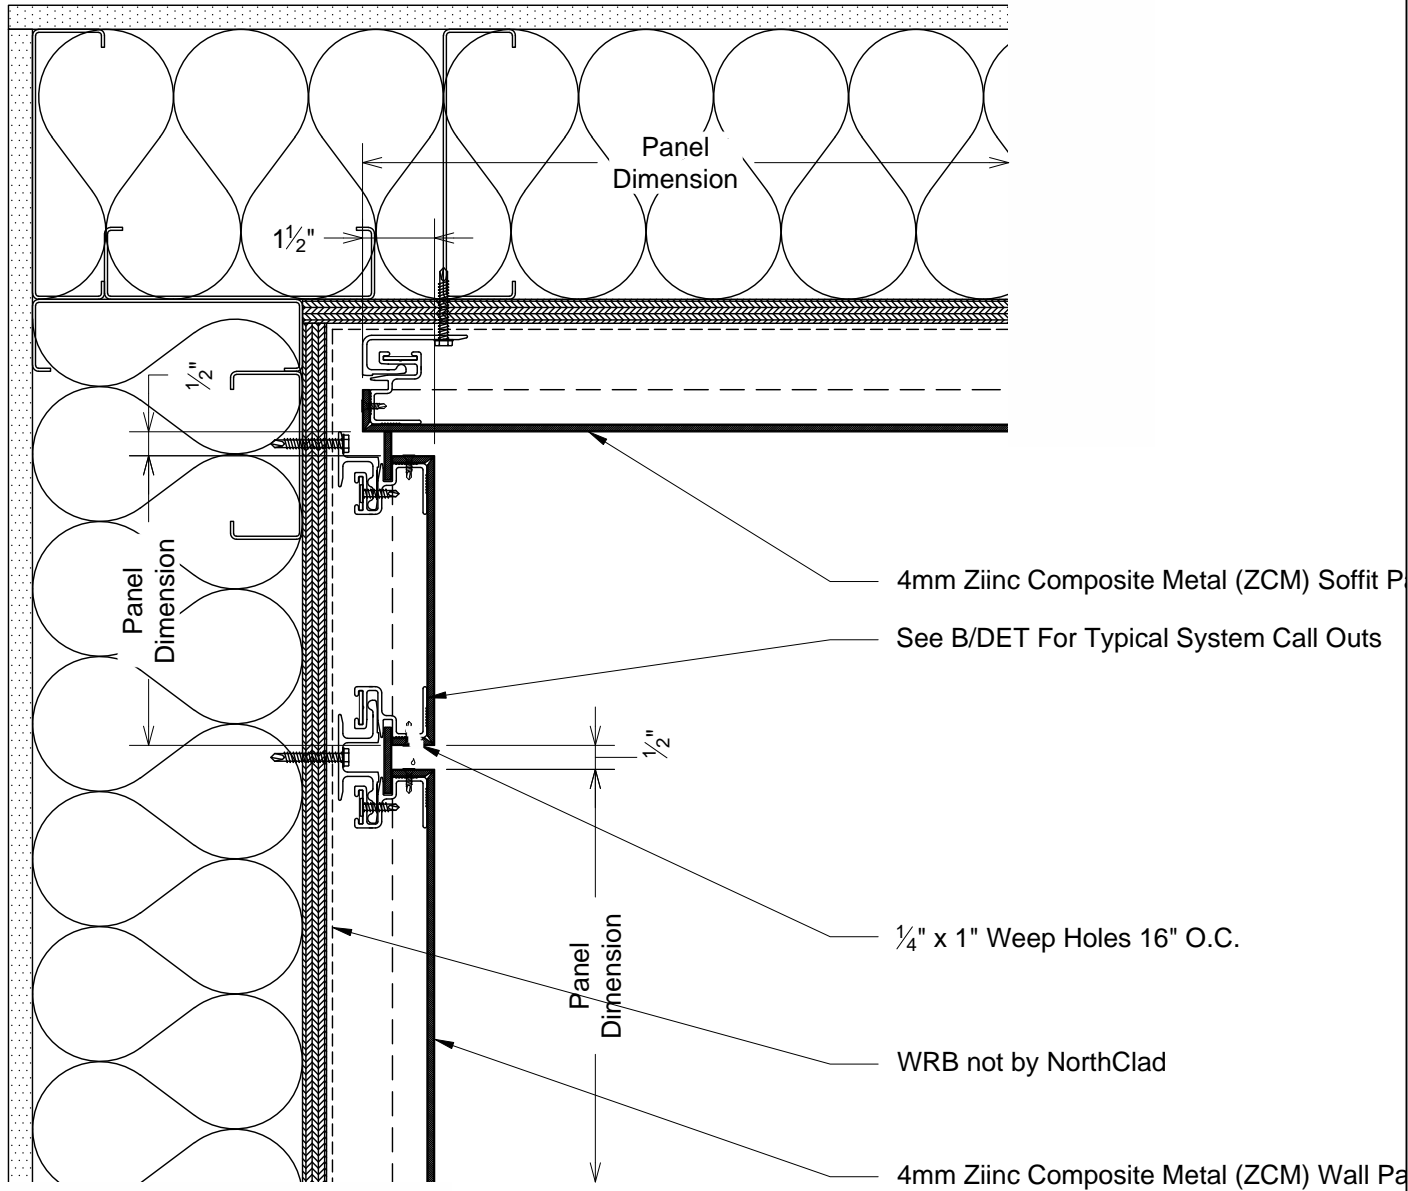 Panel
Dimension
1½"
½"
Panel
Dimension
4mm Ziinc Composite Metal (ZCM) Soffit
See B/DET For Typical System Call Outs
½"
¼" x 1" Weep Holes 16" O.C.
Panel
Dimension
WRB not by NorthClad
4mm Ziinc Composite Metal (ZCM) Wall